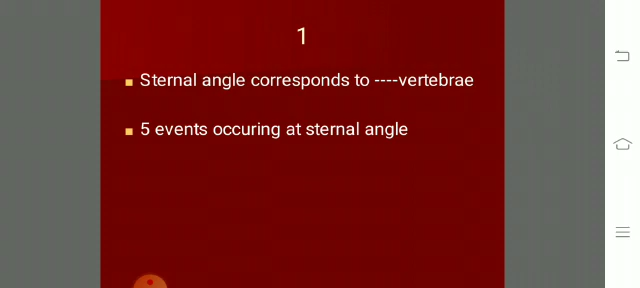 1
Sternal angle corresponds to ----vertebrae
5 events occuring at sternal angle